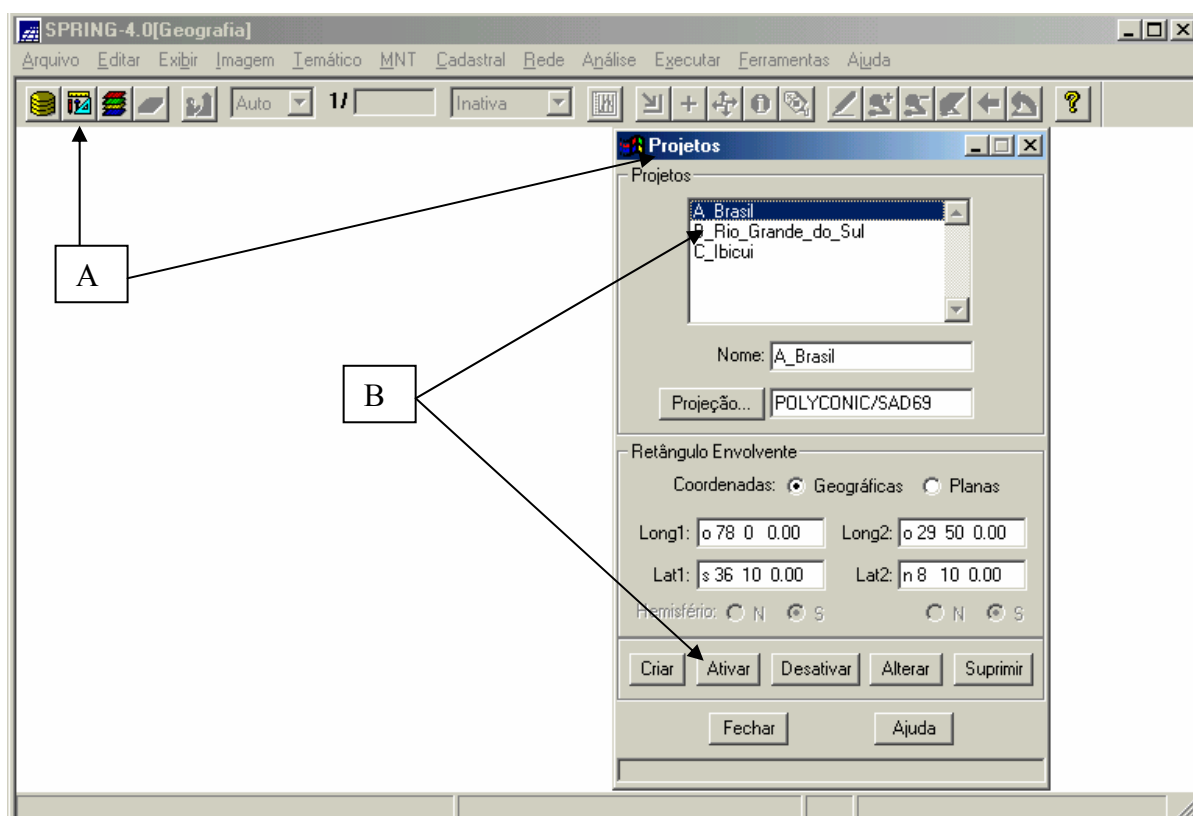 SPRING-4.0[Geografia]
Arquivo Editar Exibir Imagem Temático MNT Cadastral Rede Análise Executar Ferramentas Ajuda
Auto 1/ Inativa
Projetos
Projetos
A_Brasil
B_Rio_Grande_do_Sul
C_Ibicui
A
Nome: A_Brasil
B
Projeção... POLYCONIC/SAD69
Retângulo Envolvente
Coordenadas: Geográficas Planas
Long1: o 78 0 0.00 Long2: o 29 50 0.00
Lat1: s 36 10 0.00 Lat2: n 8 10 0.00
Hemisfério: N S N S
Criar Ativar Desativar Alterar Suprimir
Fechar Ajuda